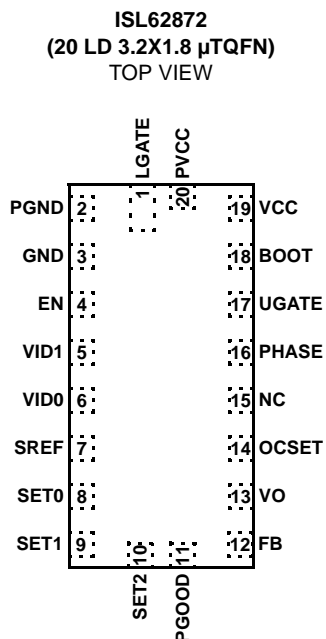 ISL62872
(20 LD 3.2X1.8 µTQFN)
TOP VIEW
1 LGATE
20 PVCC
PGND 2
19 VCC
GND 3
18 BOOT
EN 4
17 UGATE
VID1 5
16 PHASE
VID0 6
15 NC
SREF 7
14 OCSET
SET0 8
13 VO
SET1 9
12 FB
SET2 10
PGOOD 11